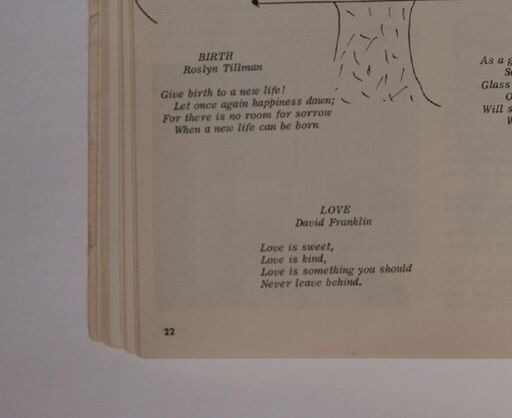 BIRTH
Roslyn Tillman
Give birth to a new life!
Let once again happiness dawn;
For there is no room for sorrow
When a new life can be born
LOVE
David Franklin
Love is sweet,
Love is kind,
Love is something you should
Never leave behind.
22
As a
Glass
Will